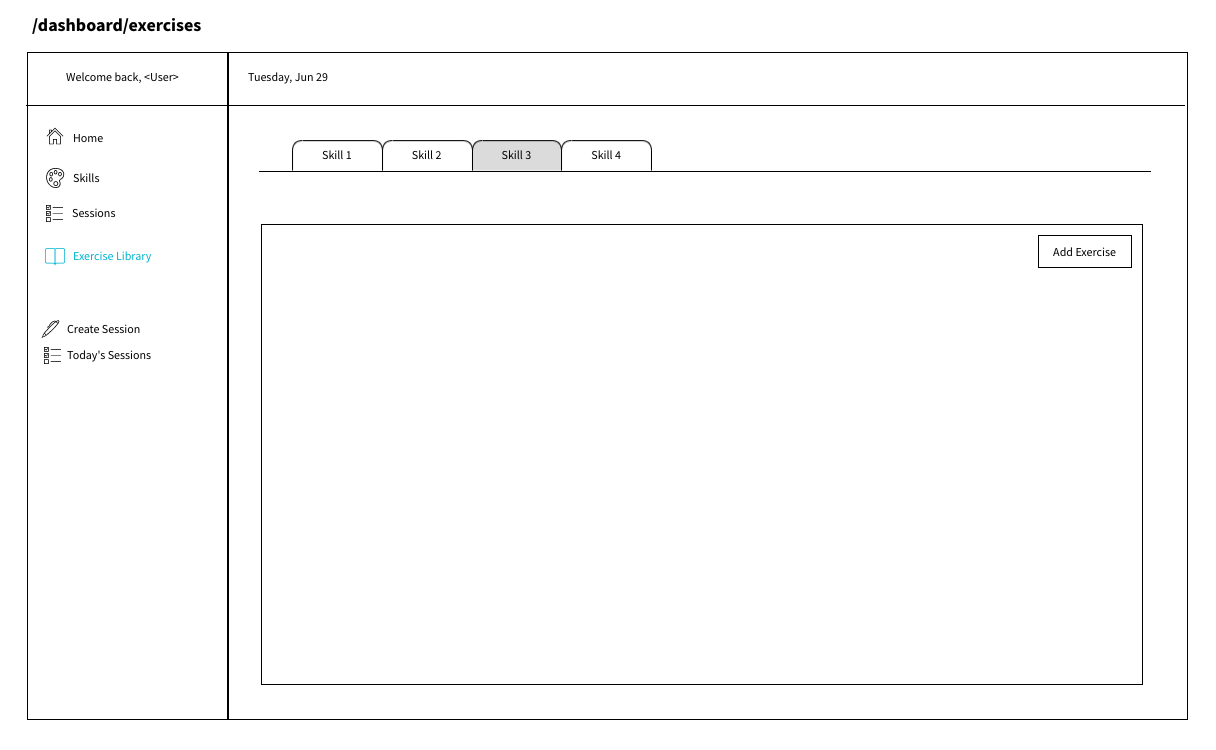 /dashboard/exercises
Welcome back, <User>
Tuesday, Jun 29
Home
Skills
Sessions
Exercise Library
Create Session
Today's Sessions
Skill 1
Skill 2
Skill 3
Skill 4
Add Exercise